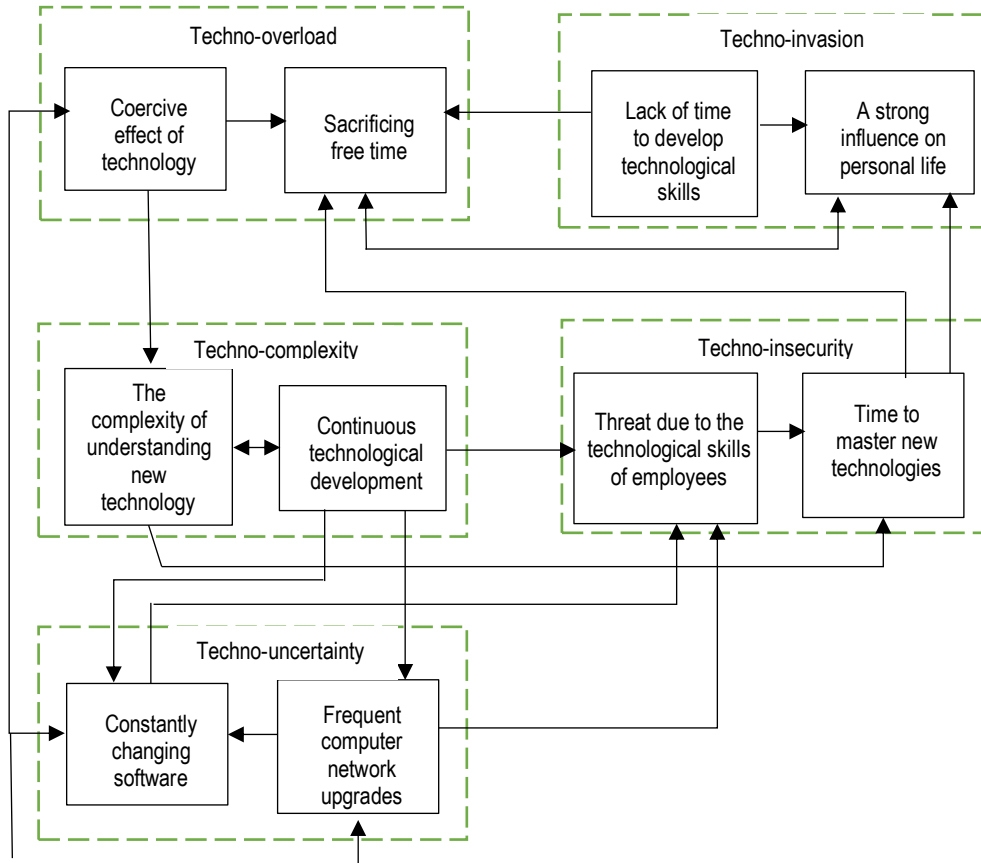 Techno-overload
Coercive
effect of
technology
Sacrificing
free time
Techno-invasion
Lack of time
to develop
technological
skills
A strong
influence on
personal life
Techno-complexity
The
complexity of
understanding
new
technology
Continuous
technological
development
Techno-insecurity
Threat due to the
technological skills
of employees
Time to
master new
technologies
Techno-uncertainty
Constantly
changing
software
Frequent
computer
network
upgrades